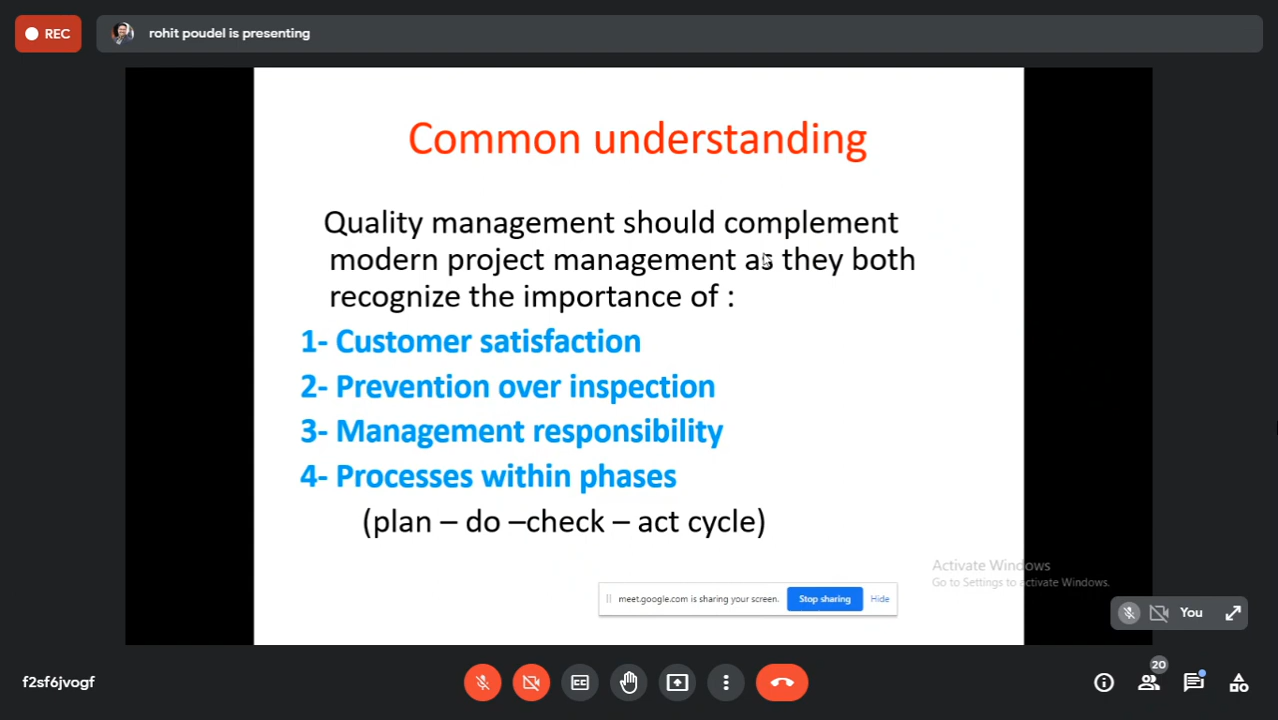 REC
rohit poudel is presenting
Common understanding
Quality management should complement
modern project management as they both
recognize the importance of :
1- Customer satisfaction
2- Prevention over inspection
3- Management responsibility
4- Processes within phases
(plan – do –check – act cycle)
Activate Windows
Go to Settings to activate Windows.
meet.google.com is sharing your screen.
Stop sharing
Hide
You
20
f2sf6jvogf
CC